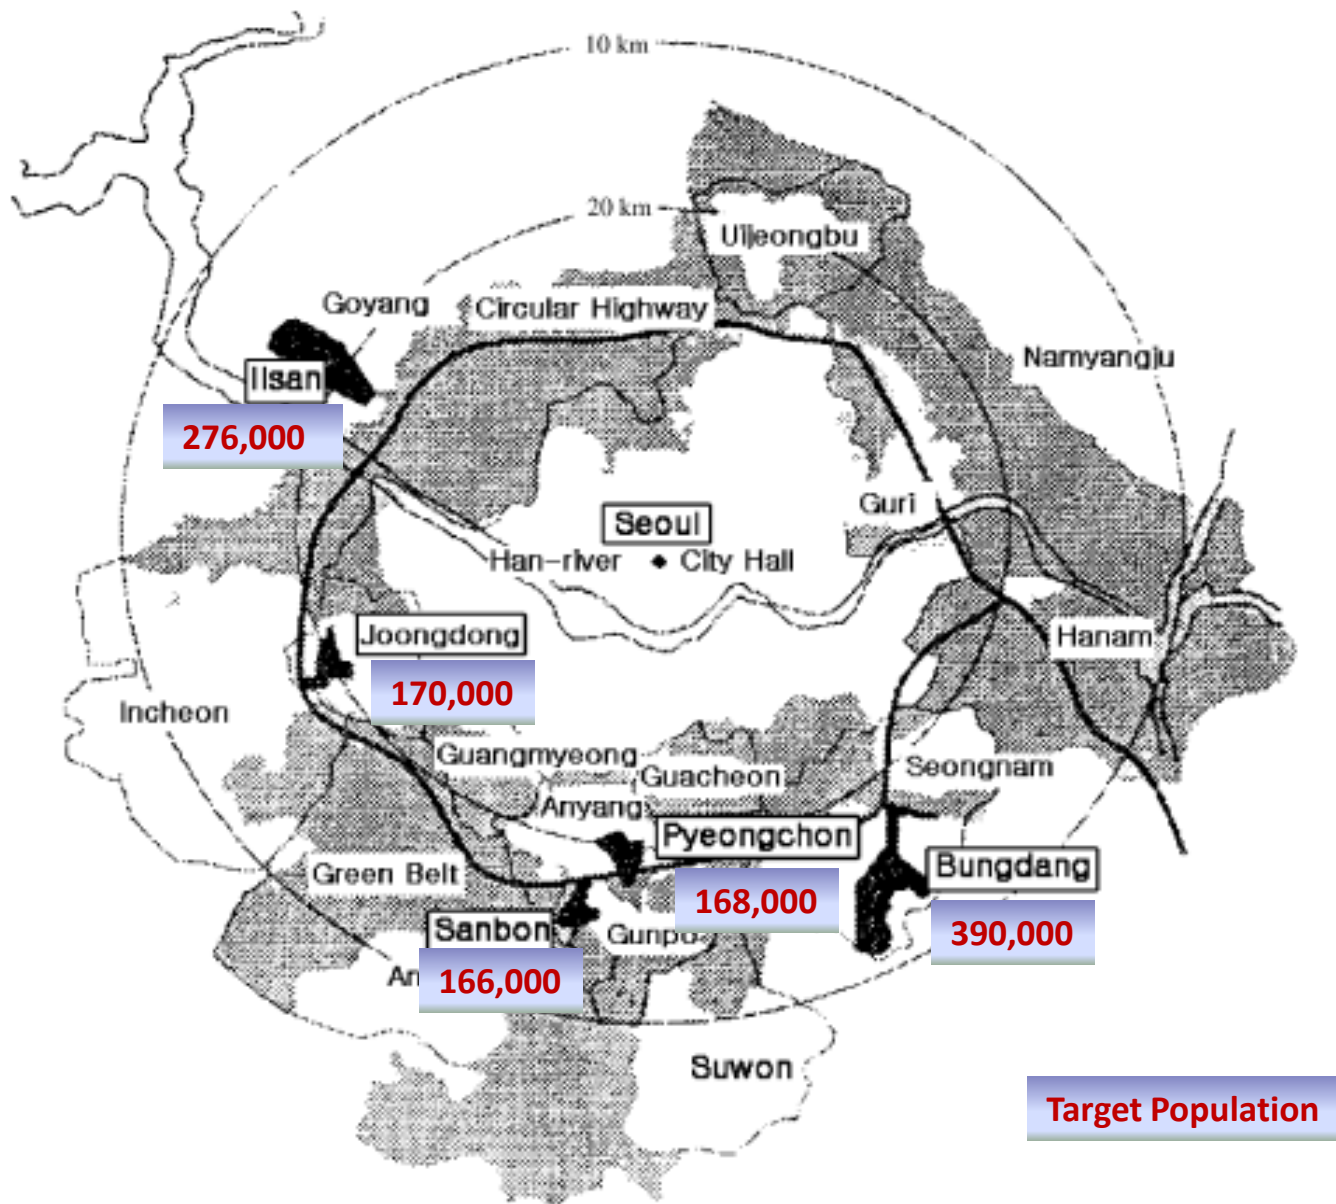 10 km
20 km
Uijeongbu
Goyang
Circular Highway
Namyangju
Ilsan
276,000
Guri
Seoul
Han-river
City Hall
Joongdong
Hanam
170,000
Incheon
Guangmyeong
Guacheon
Seongnam
Anyang
Pyeongchon
Green Belt
Bungdang
168,000
Sanbon
Gunpo
390,000
An
166,000
Suwon
Target Population